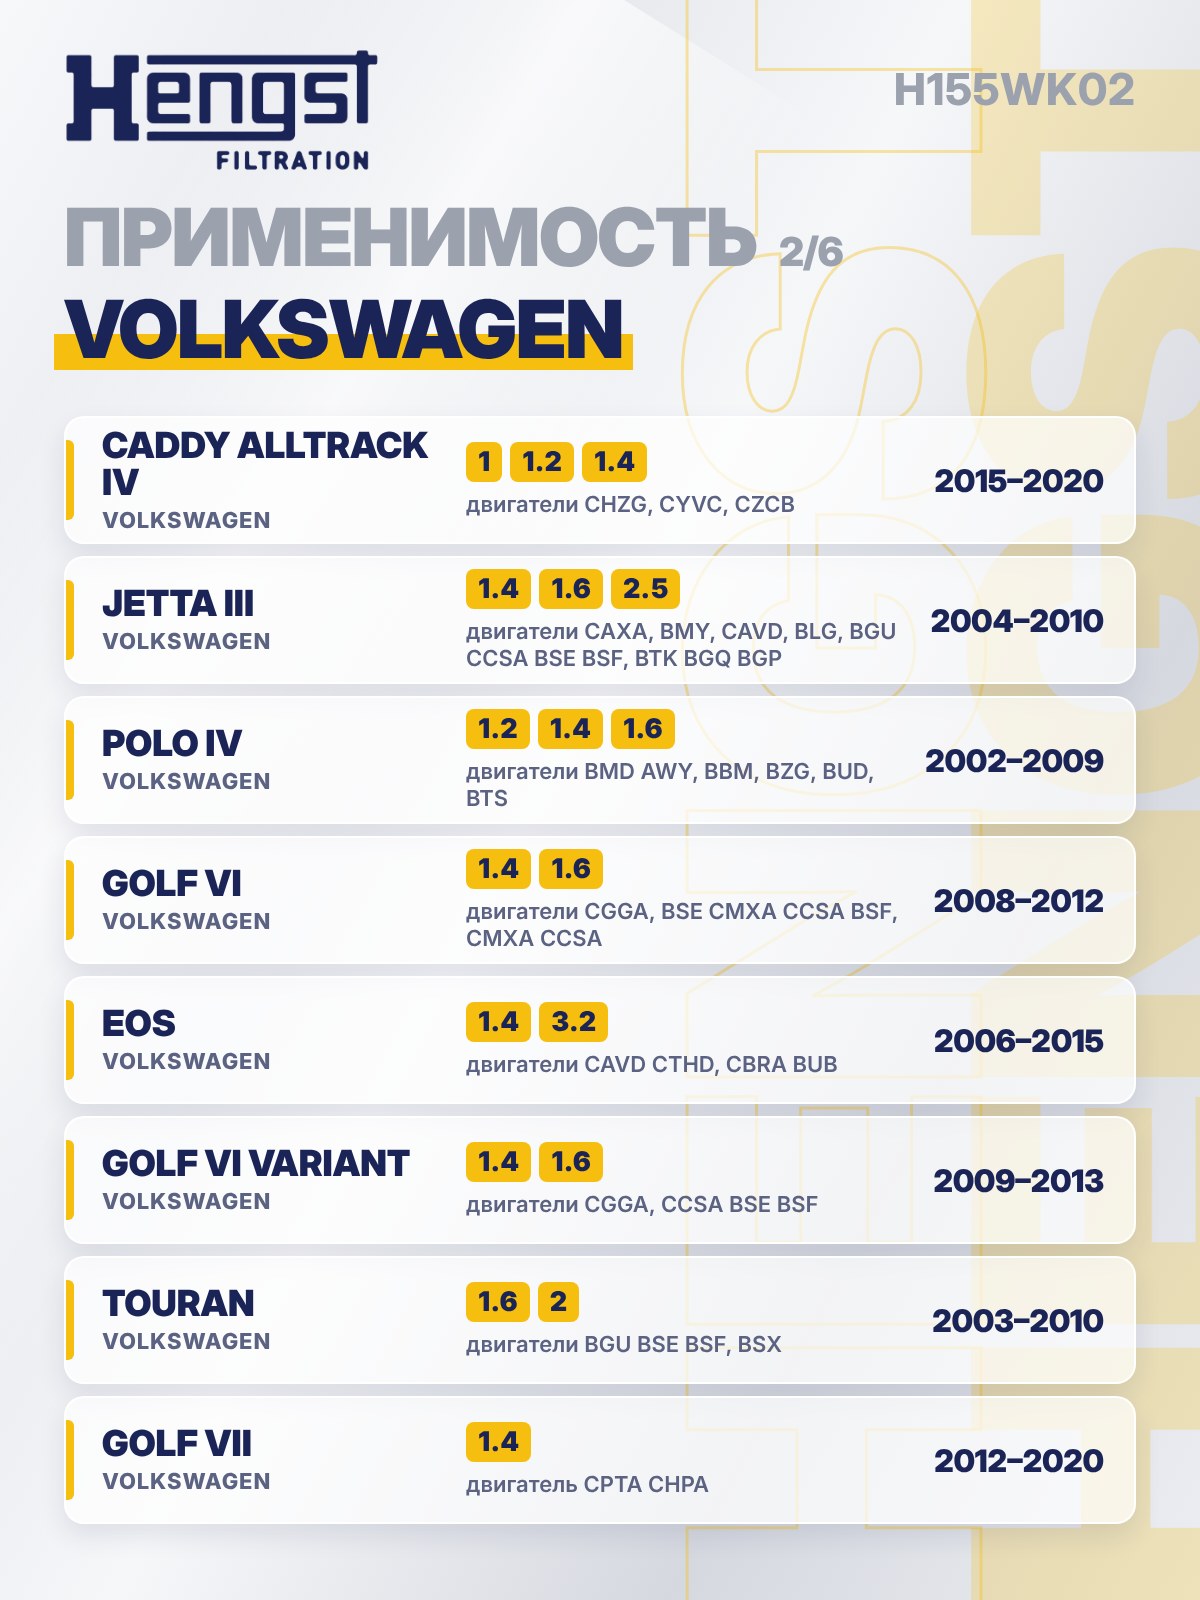 Hengst
FILTRATION
H155WK02
ПРИМЕНИМОСТЬ 2/6
VOLKSWAGEN
CADDY ALLTRACK
IV
VOLKSWAGEN
1 1.2 1.4
двигатели CHZG, CYVC, CZCB
2015–2020
JETTA III
VOLKSWAGEN
1.4 1.6 2.5
двигатели CAXA, BMY, CAVD, BLG, BGU
CCSA BSE BSF, BTK BGQ BGP
2004–2010
POLO IV
VOLKSWAGEN
1.2 1.4 1.6
двигатели BMD AWY, BBM, BZG, BUD,
BTS
2002–2009
GOLF VI
VOLKSWAGEN
1.4 1.6
двигатели CGGA, BSE CMXA CCSA BSF,
CMXA CCSA
2008–2012
EOS
VOLKSWAGEN
1.4 3.2
двигатели CAVD CTHD, CBRA BUB
2006–2015
GOLF VI VARIANT
VOLKSWAGEN
1.4 1.6
двигатели CGGA, CCSA BSE BSF
2009–2013
TOURAN
VOLKSWAGEN
1.6 2
двигатели BGU BSE BSF, BSX
2003–2010
GOLF VII
VOLKSWAGEN
1.4
двигатель CPTA CHPA
2012–2020
HENGST
HENGST